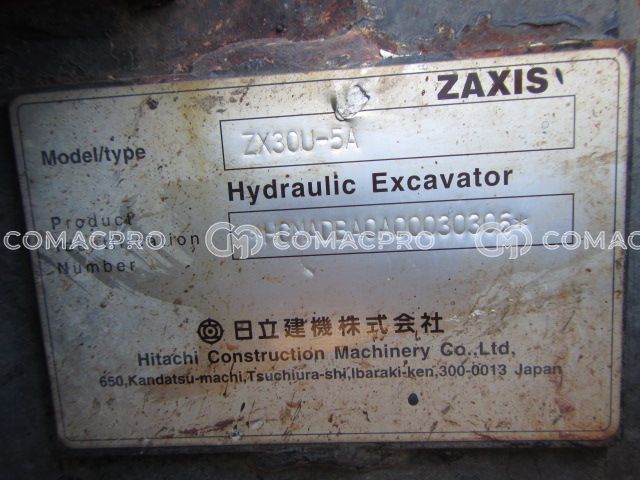 ZAXIS
Model/type
ZX30U-5A
Hydraulic Excavator
Product
Number
COMACPRO COMACPRO COMACPRO
日立建機株式会社
Hitachi Construction Machinery Co.,Ltd,
650,Kandatsu-machi,Tsuchiura-shi,Ibaraki-ken,300-0013 Japan